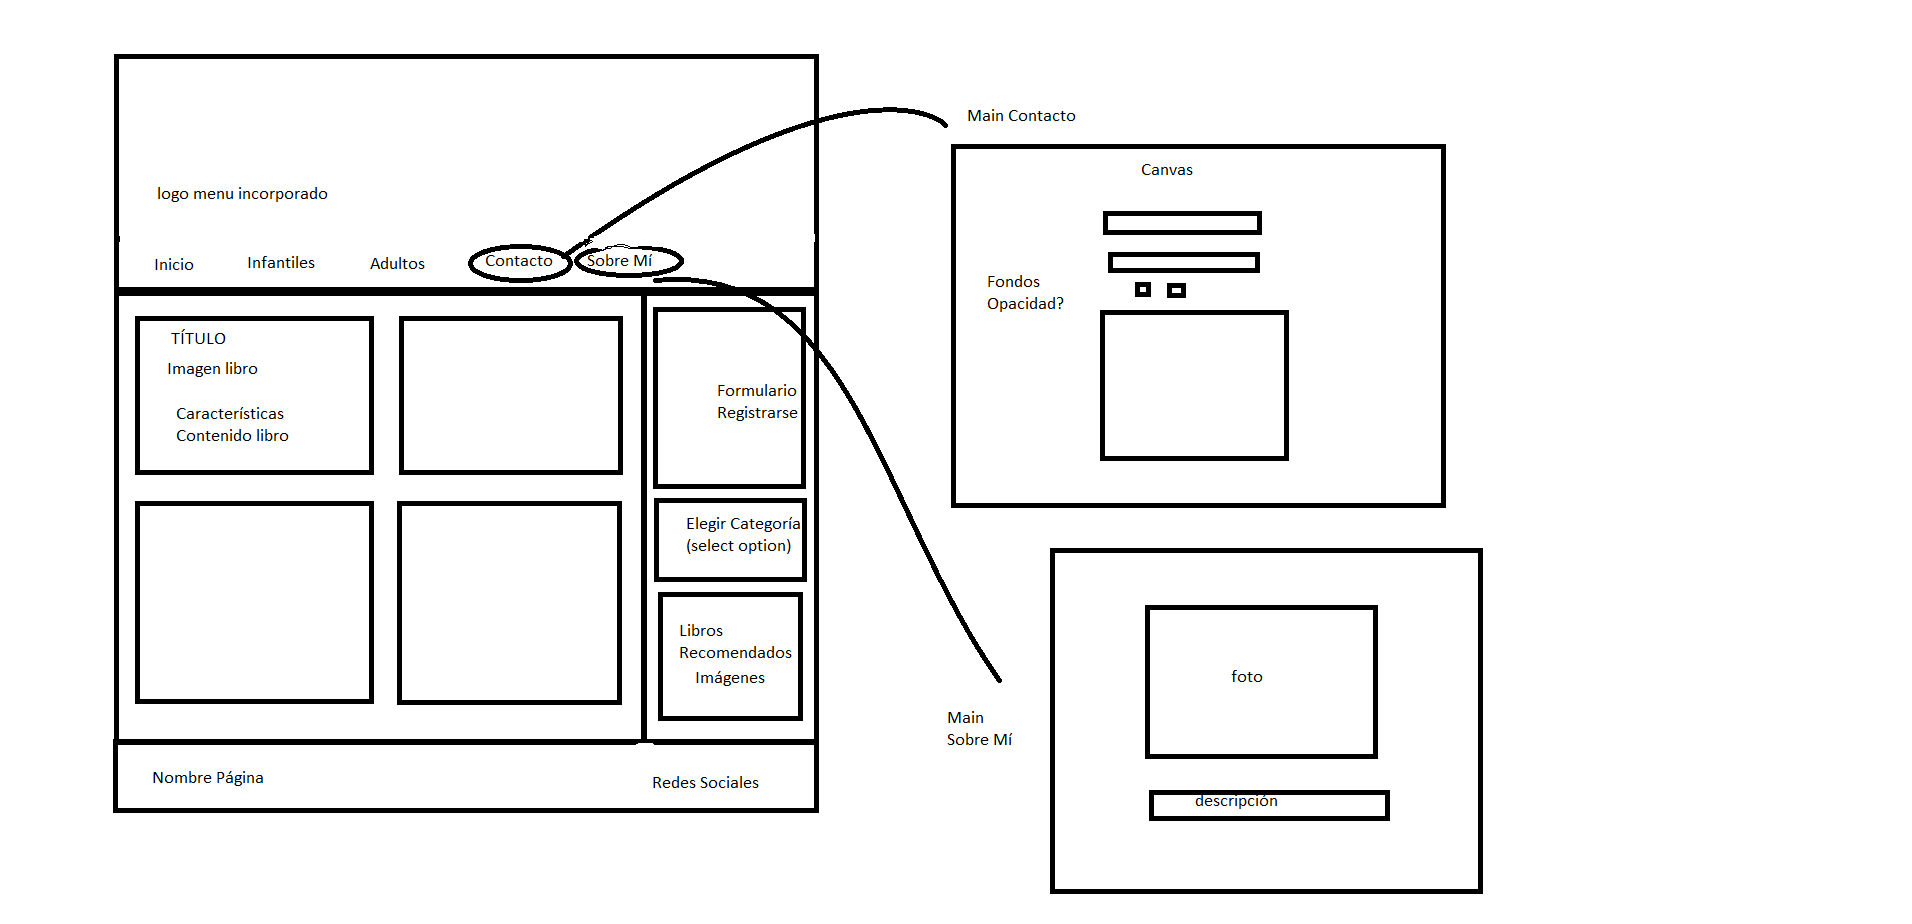 logo menu incorporado
Inicio
Infantiles
Adultos
Contacto
Sobre Mí
TÍTULO
Imagen libro
Características
Contenido libro
Formulario
Registrarse
Elegir Categoría
(select option)
Libros
Recomendados
Imágenes
Nombre Página
Redes Sociales
Main Contacto
Canvas
Fondos
Opacidad?
Main
Sobre Mí
foto
descripción